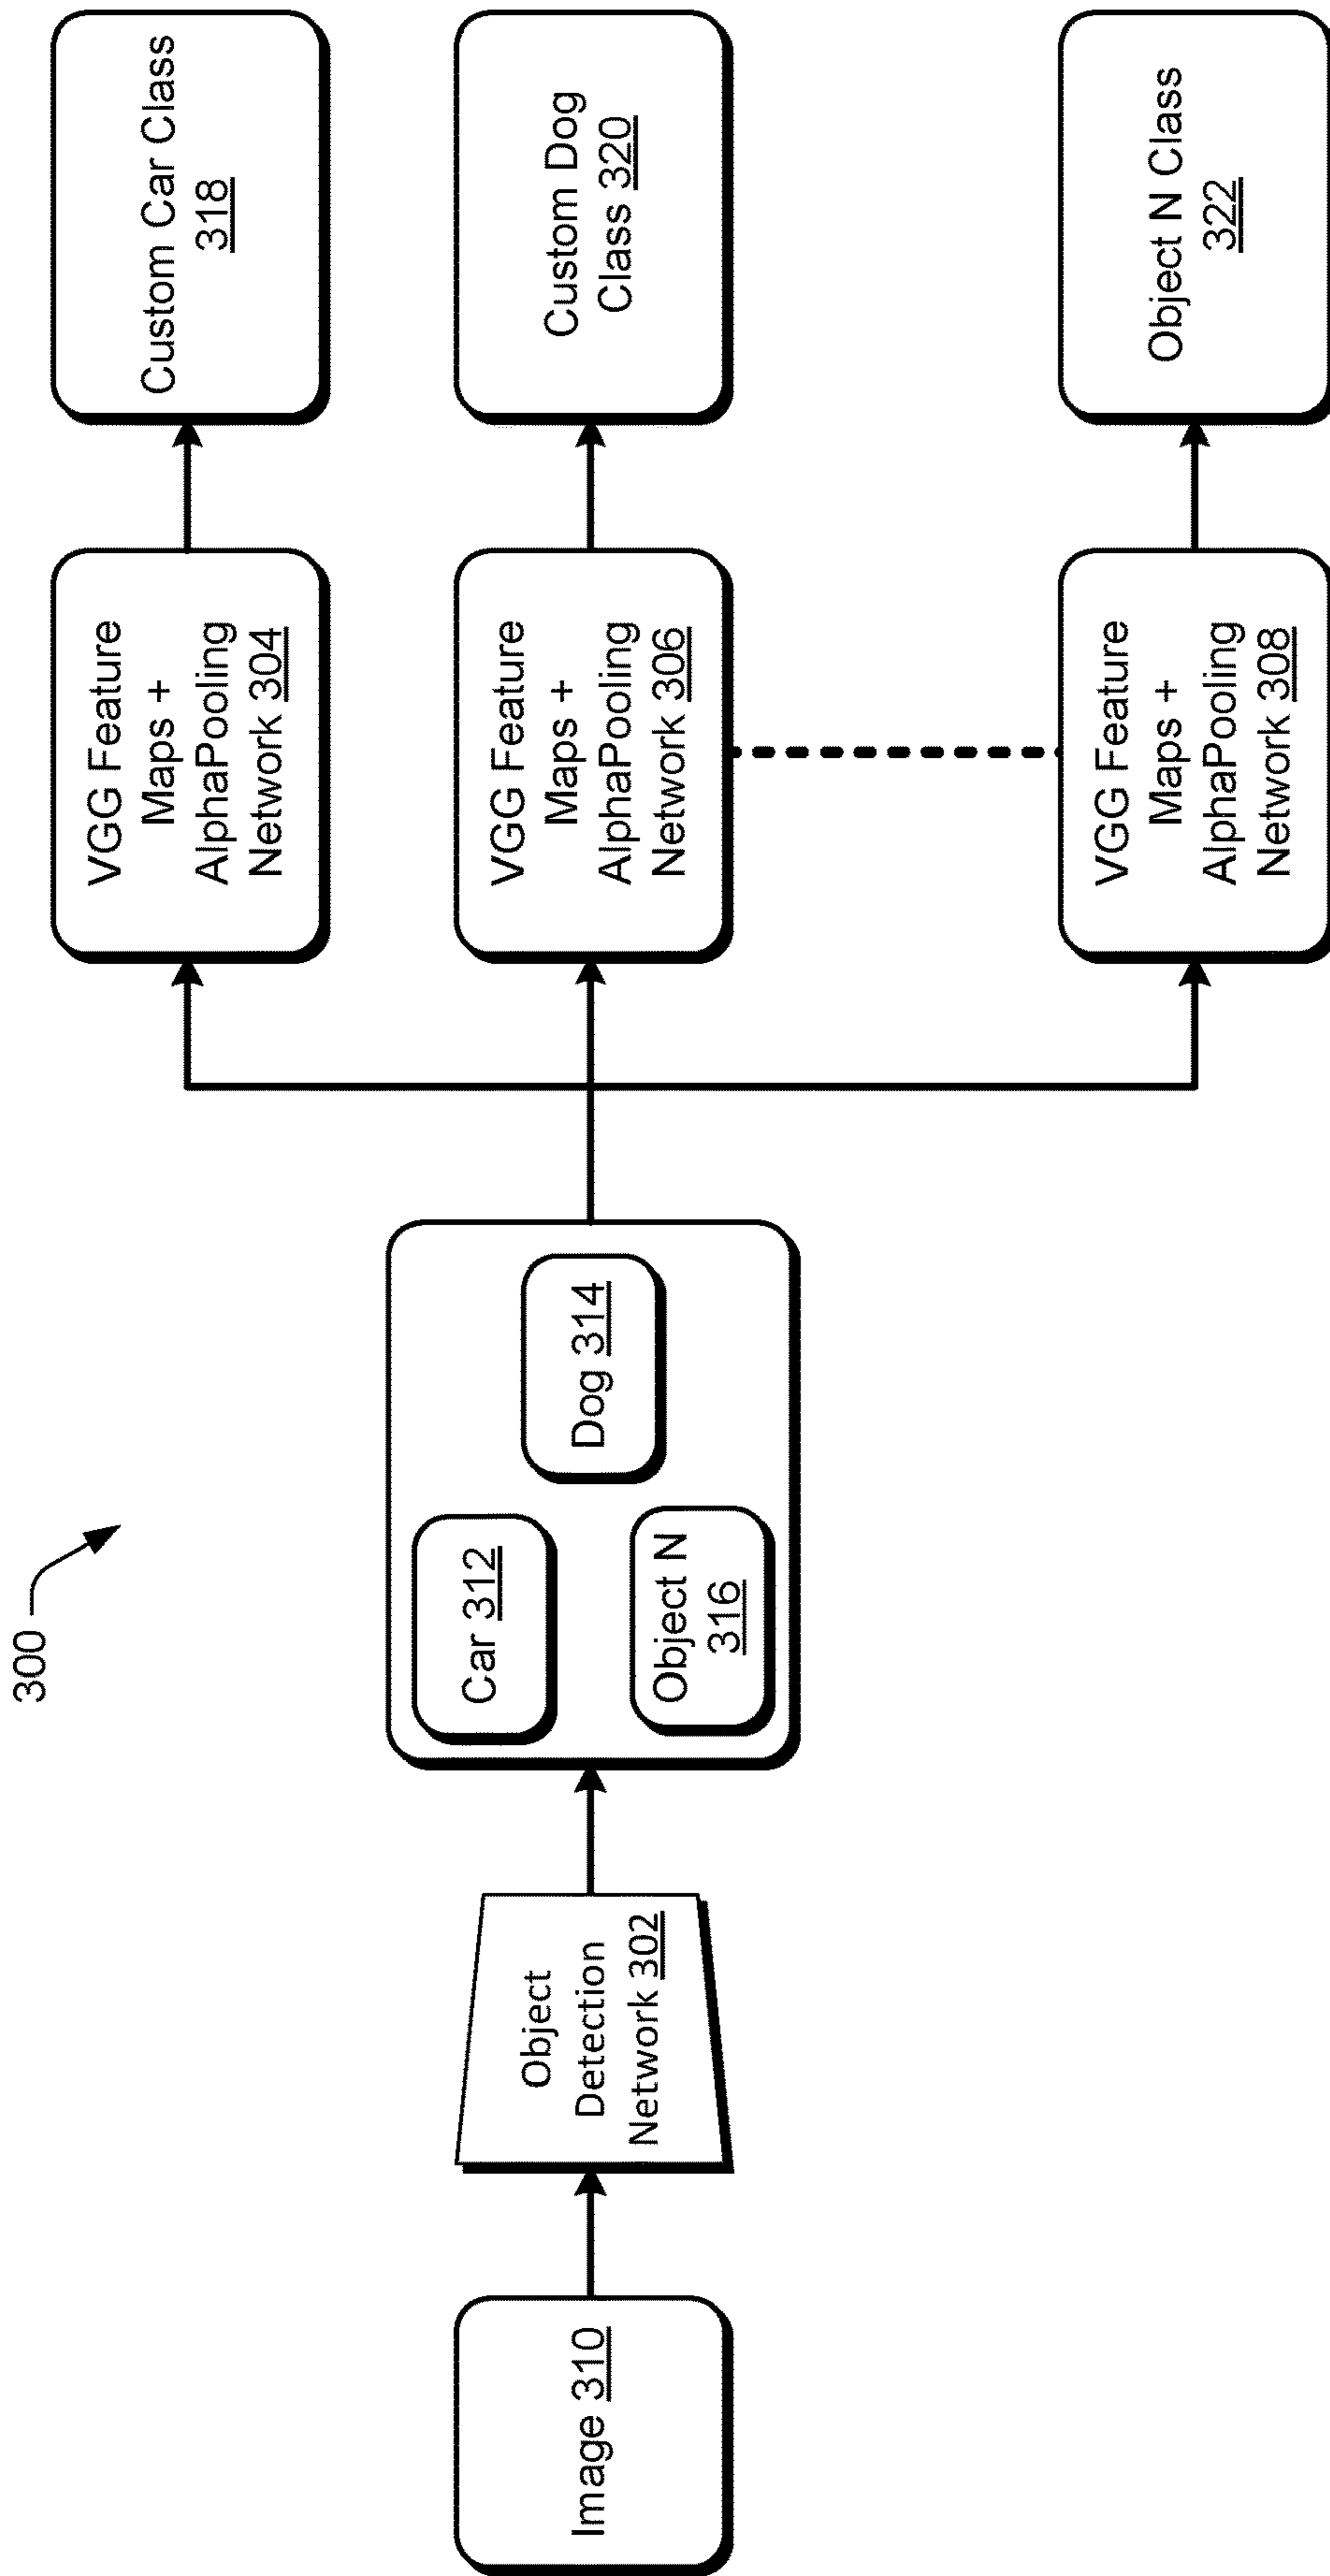 300
Image 310
Object
Detection
Network 302
Car 312
Dog 314
Object N
316
VGG Feature
Maps +
AlphaPooling
Network 304
Custom Car Class
318
VGG Feature
Maps +
AlphaPooling
Network 306
Custom Dog
Class 320
VGG Feature
Maps +
AlphaPooling
Network 308
Object N Class
322